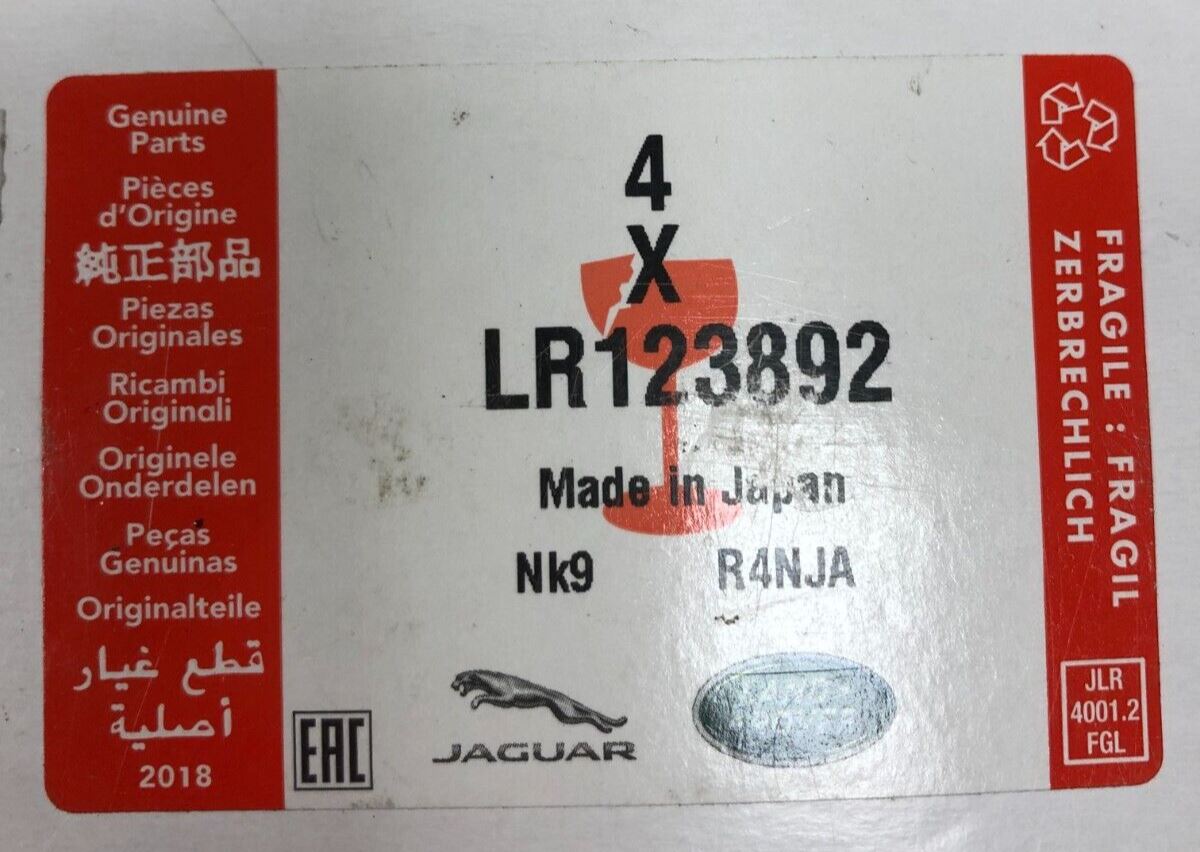 Genuine
Parts
Pièces
d'Origine
純正部品
Piezas
Originales
Ricambi
Originali
Originele
Onderdelen
Peças
Genuinas
Originalteile
قطع غيار
أصلية
2018
4
X
LR123892
Made in Japan
Nk9 R4NJA
EAC
JAGUAR
FRAGILE : FRAGIL
ZERBRECHLICH
JLR
4001.2
FGL